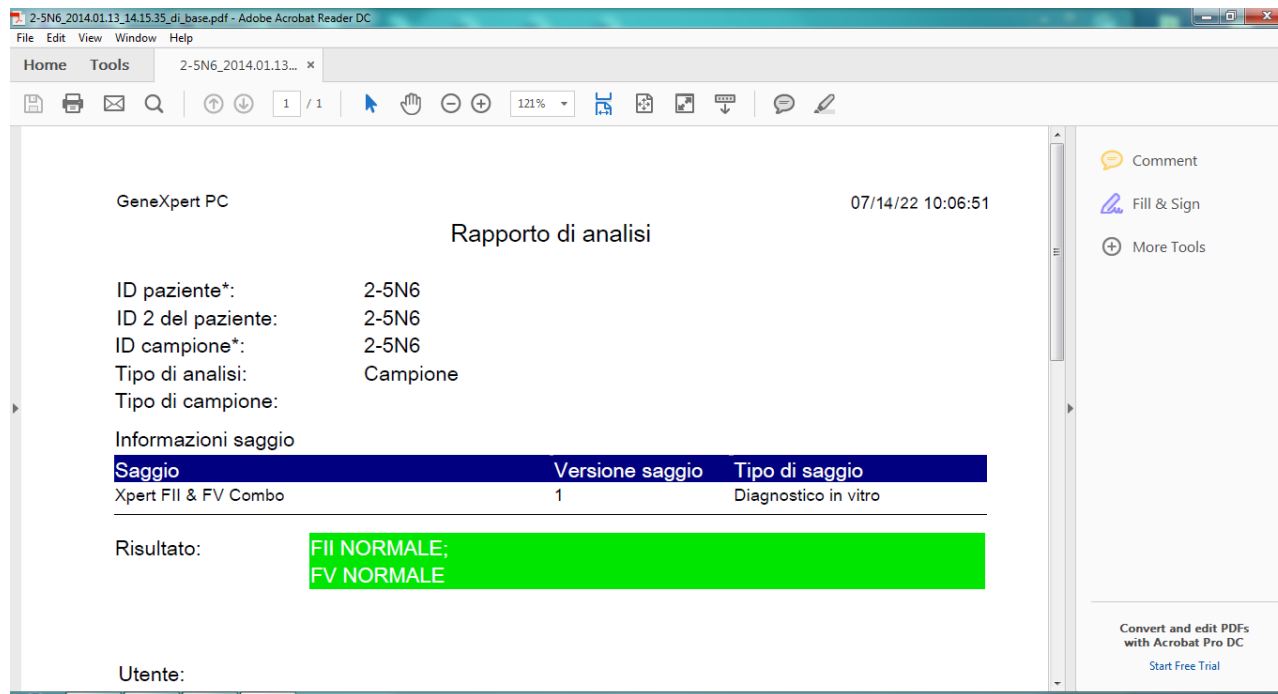 2-5N6_2014.01.13_14.15.35_di_base.pdf - Adobe Acrobat Reader DC
File Edit View Window Help
Home Tools 2-5N6_2014.01.13... ×
1 / 1 121%
Comment
Fill & Sign
More Tools
GeneXpert PC 07/14/22 10:06:51
Rapporto di analisi
ID paziente*: 2-5N6
ID 2 del paziente: 2-5N6
ID campione*: 2-5N6
Tipo di analisi: Campione
Tipo di campione:
Informazioni saggio
Saggio Versione saggio Tipo di saggio
Xpert FII & FV Combo 1 Diagnostico in vitro
Risultato: FII NORMALE;
FV NORMALE
Utente:
Convert and edit PDFs
with Acrobat Pro DC
Start Free Trial